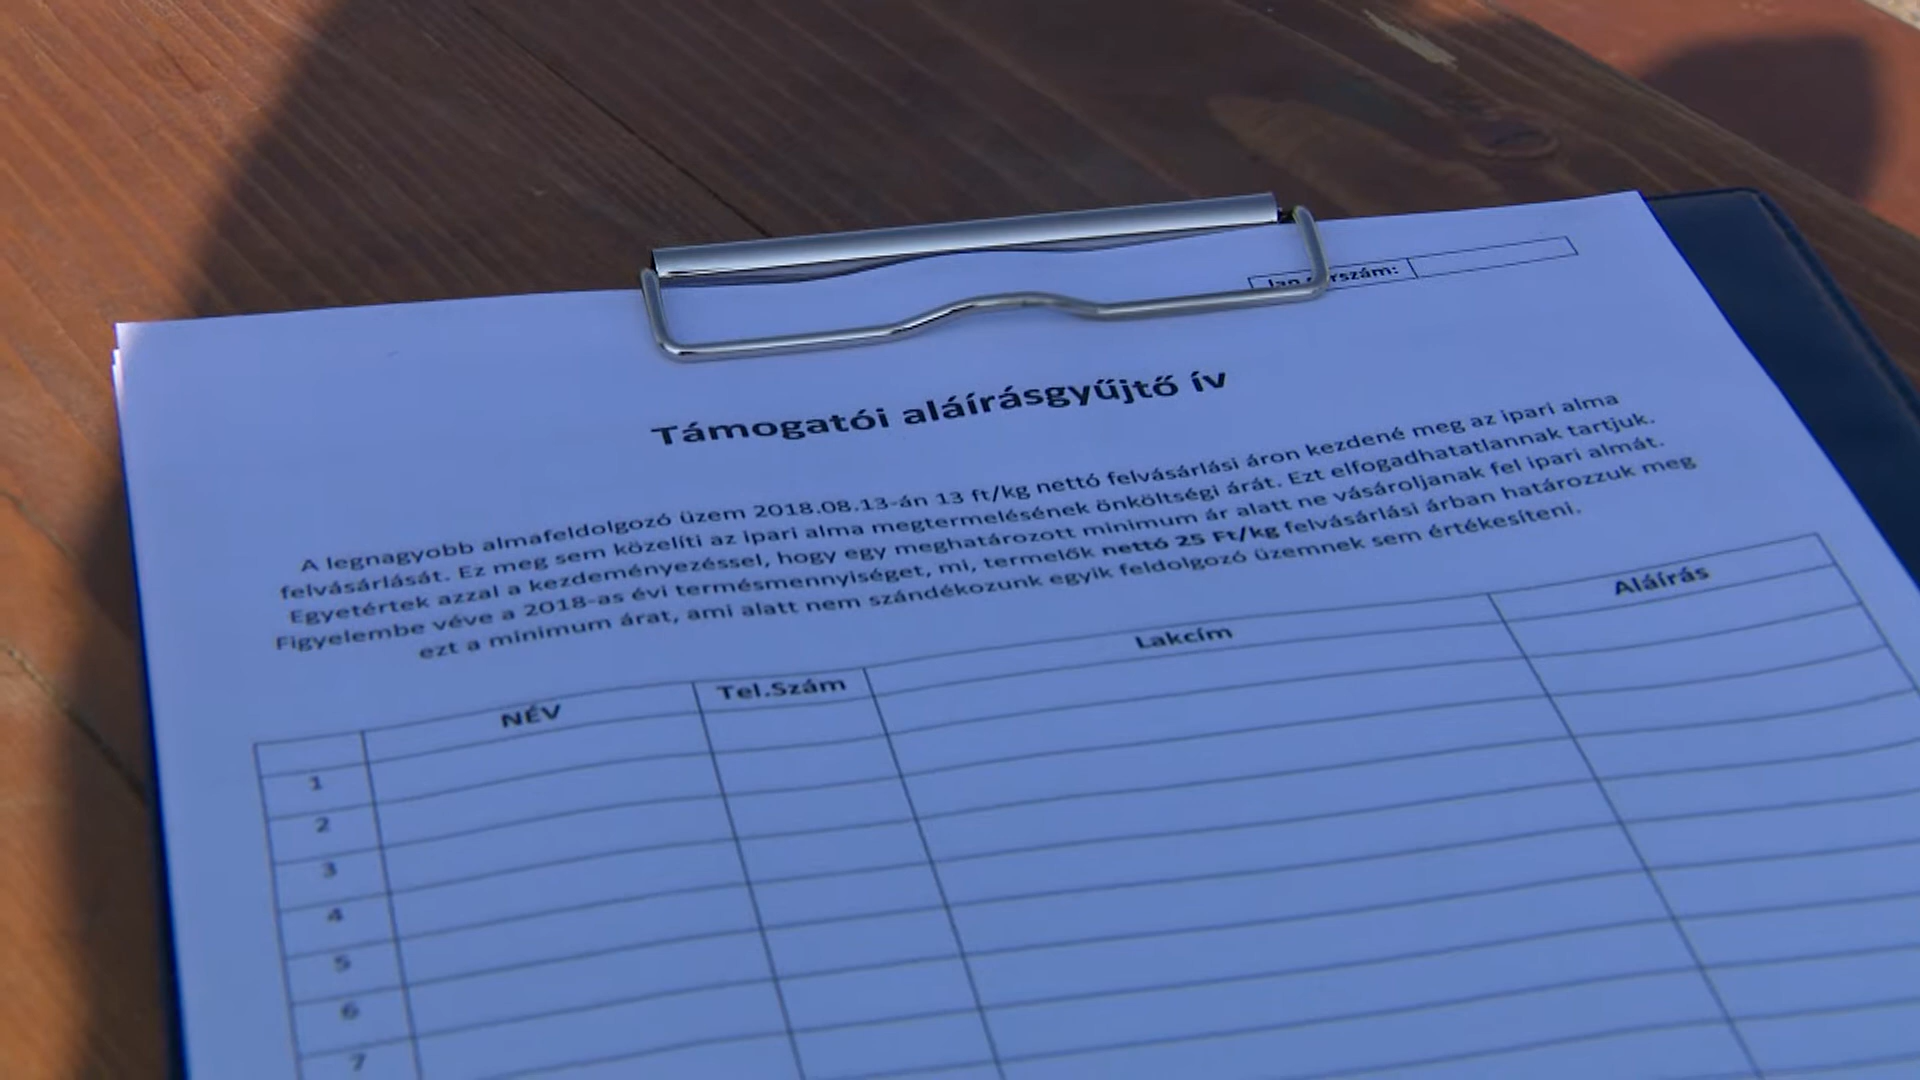 szám:
Támogatói aláírásgyűjtő ív
A legnagyobb almafeldolgozó üzem 2018.08.13-án 13 ft/kg nettó felvásárlási áron kezdené meg az ipari alma
felvásárlását. Ez meg sem közelíti az ipari alma megtermelésének önköltségi árát. Ezt elfogadhatatlannak tartjuk.
Egyetértek azzal a kezdeményezéssel, hogy egy meghatározott minimum ár alatt ne vásároljanak fel ipari almát.
Figyelembe véve a 2018-as évi termésmennyiséget, mi, termelők nettó 25 Ft/kg felvásárlási árban határozzuk meg
ezt a minimum árat, ami alatt nem szándékozunk egyik feldolgozó üzemnek sem értékesíteni.
NÉV Tel.Szám Lakcím Aláírás
1
2
3
4
5
6
7